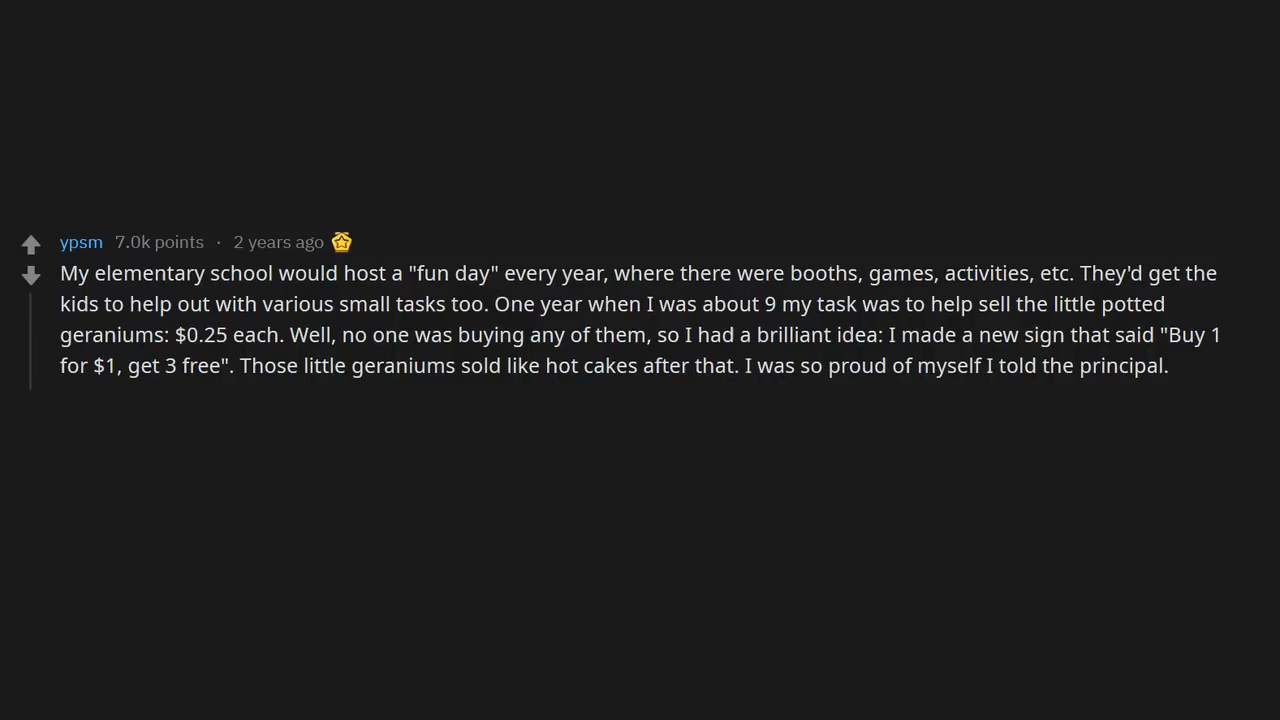 ypsm 7.0k points · 2 years ago
My elementary school would host a "fun day" every year, where there were booths, games, activities, etc. They'd get the
kids to help out with various small tasks too. One year when I was about 9 my task was to help sell the little potted
geraniums: $0.25 each. Well, no one was buying any of them, so I had a brilliant idea: I made a new sign that said "Buy 1
for $1, get 3 free". Those little geraniums sold like hot cakes after that. I was so proud of myself I told the principal.